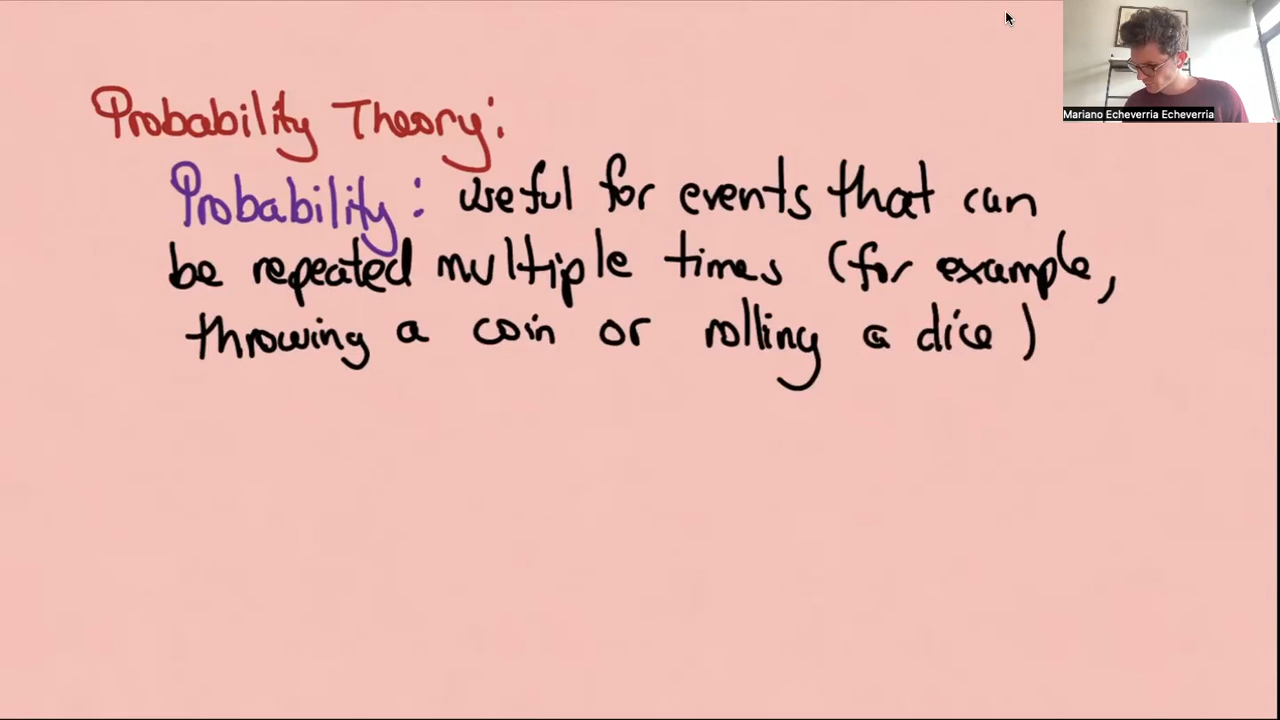 Probability Theory:
Probability: useful for events that can
be repeated multiple times (for example,
throwing a coin or rolling a dice)
Mariano Echeverria Echeverria